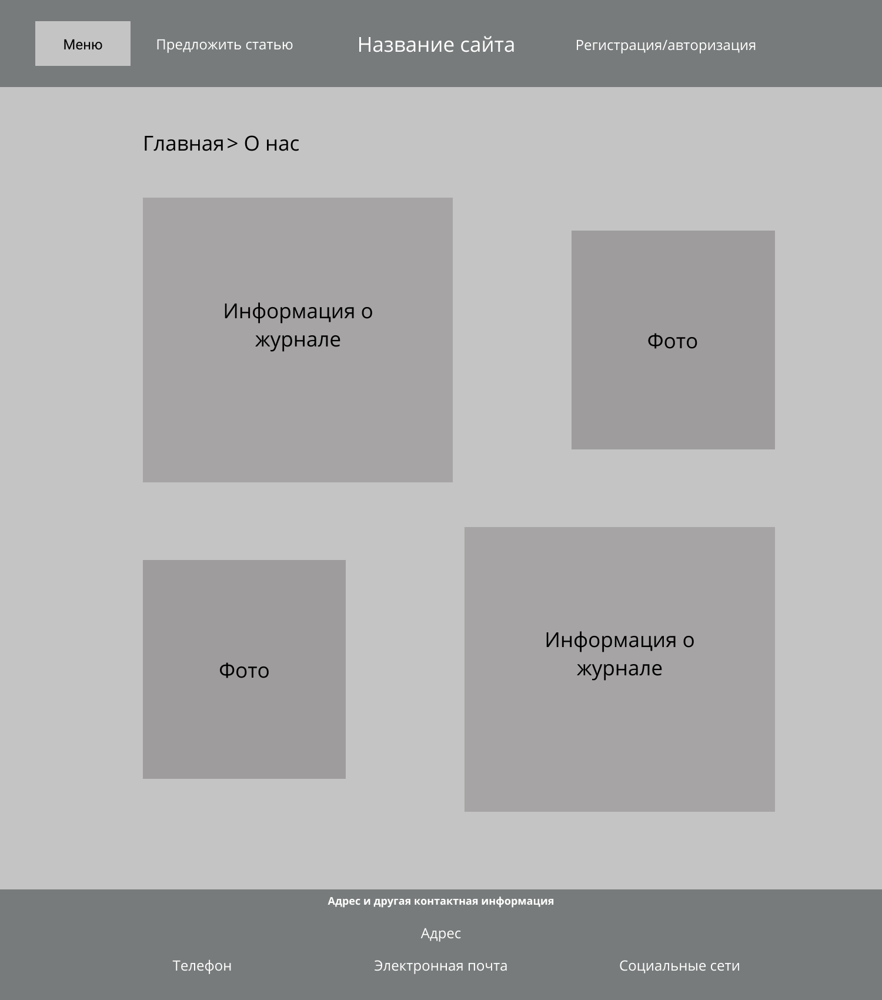 Меню
Предложить статью
Название сайта
Регистрация/авторизация
Главная > О нас
Информация о
журнале
Фото
Фото
Информация о
журнале
Адрес и другая контактная информация
Адрес
Телефон
Электронная почта
Социальные сети